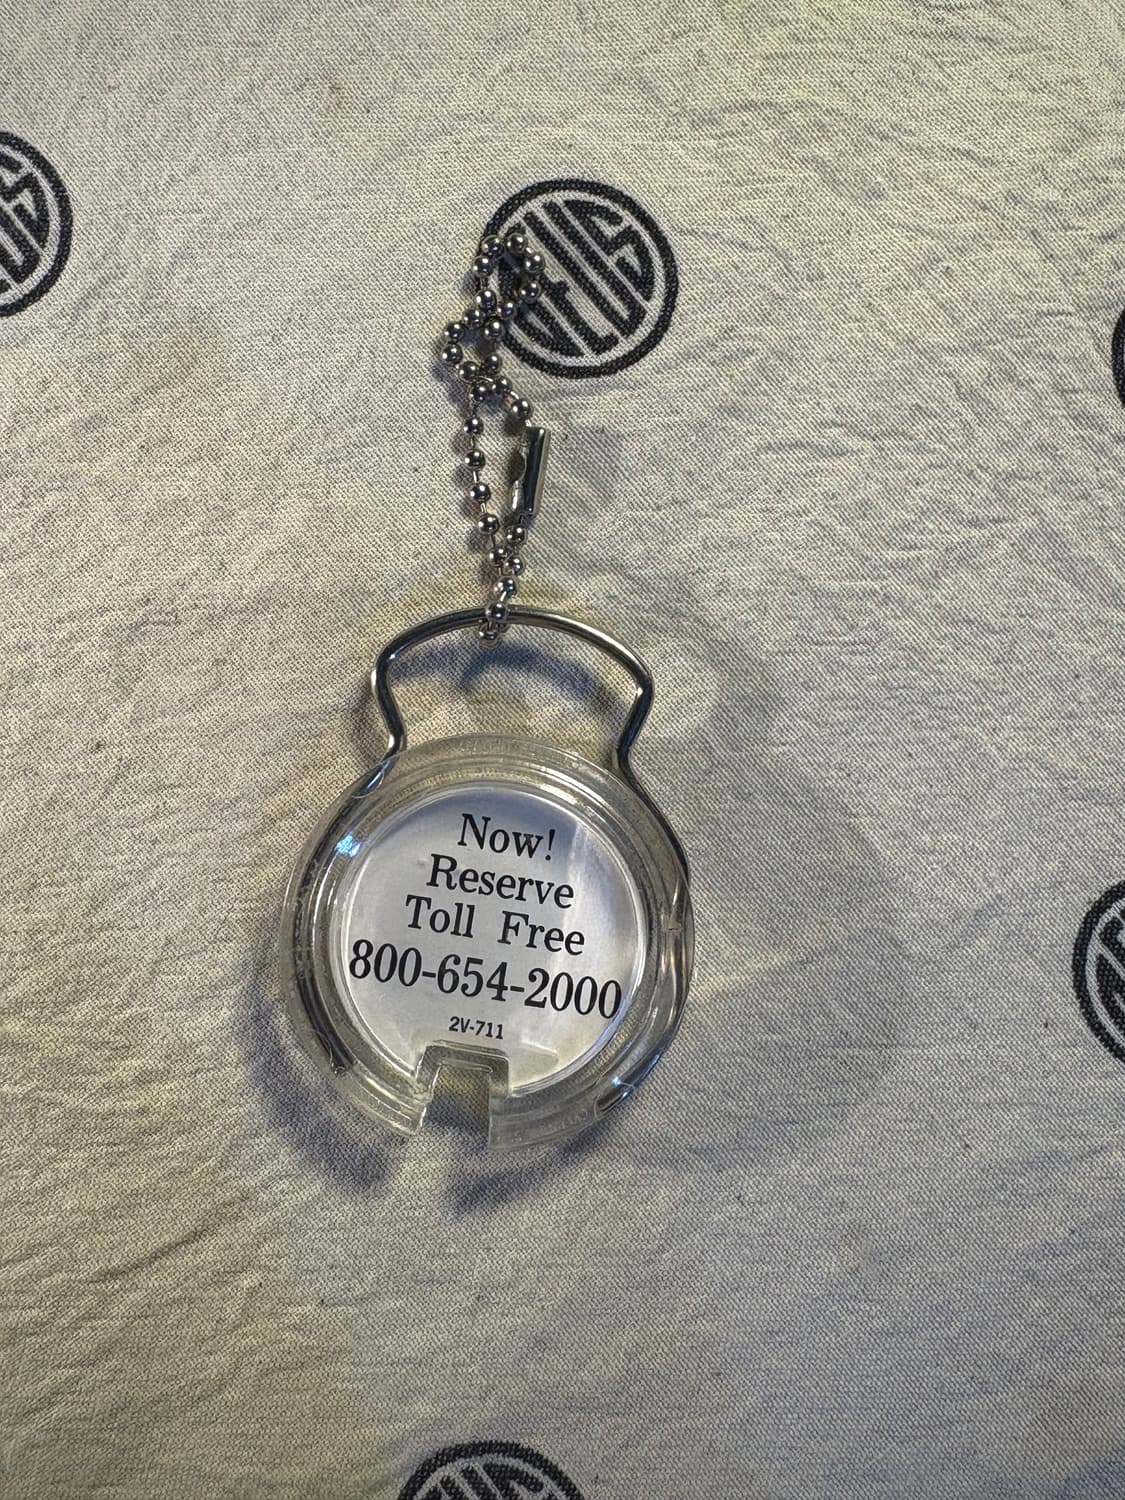 Now!
Reserve
Toll Free
800-654-2000
2V-711